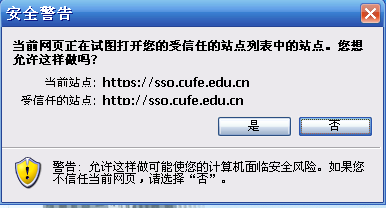 安全警告
当前网页正在试图打开您的受信任的站点列表中的站点。您想
允许这样做吗?
当前站点: https://sso.cufe.edu.cn
受信任的站点: http://sso.cufe.edu.cn
是 否
警告: 允许这样做可能使您的计算机面临安全风险。如果您
不信任当前网页,请选择“否”。